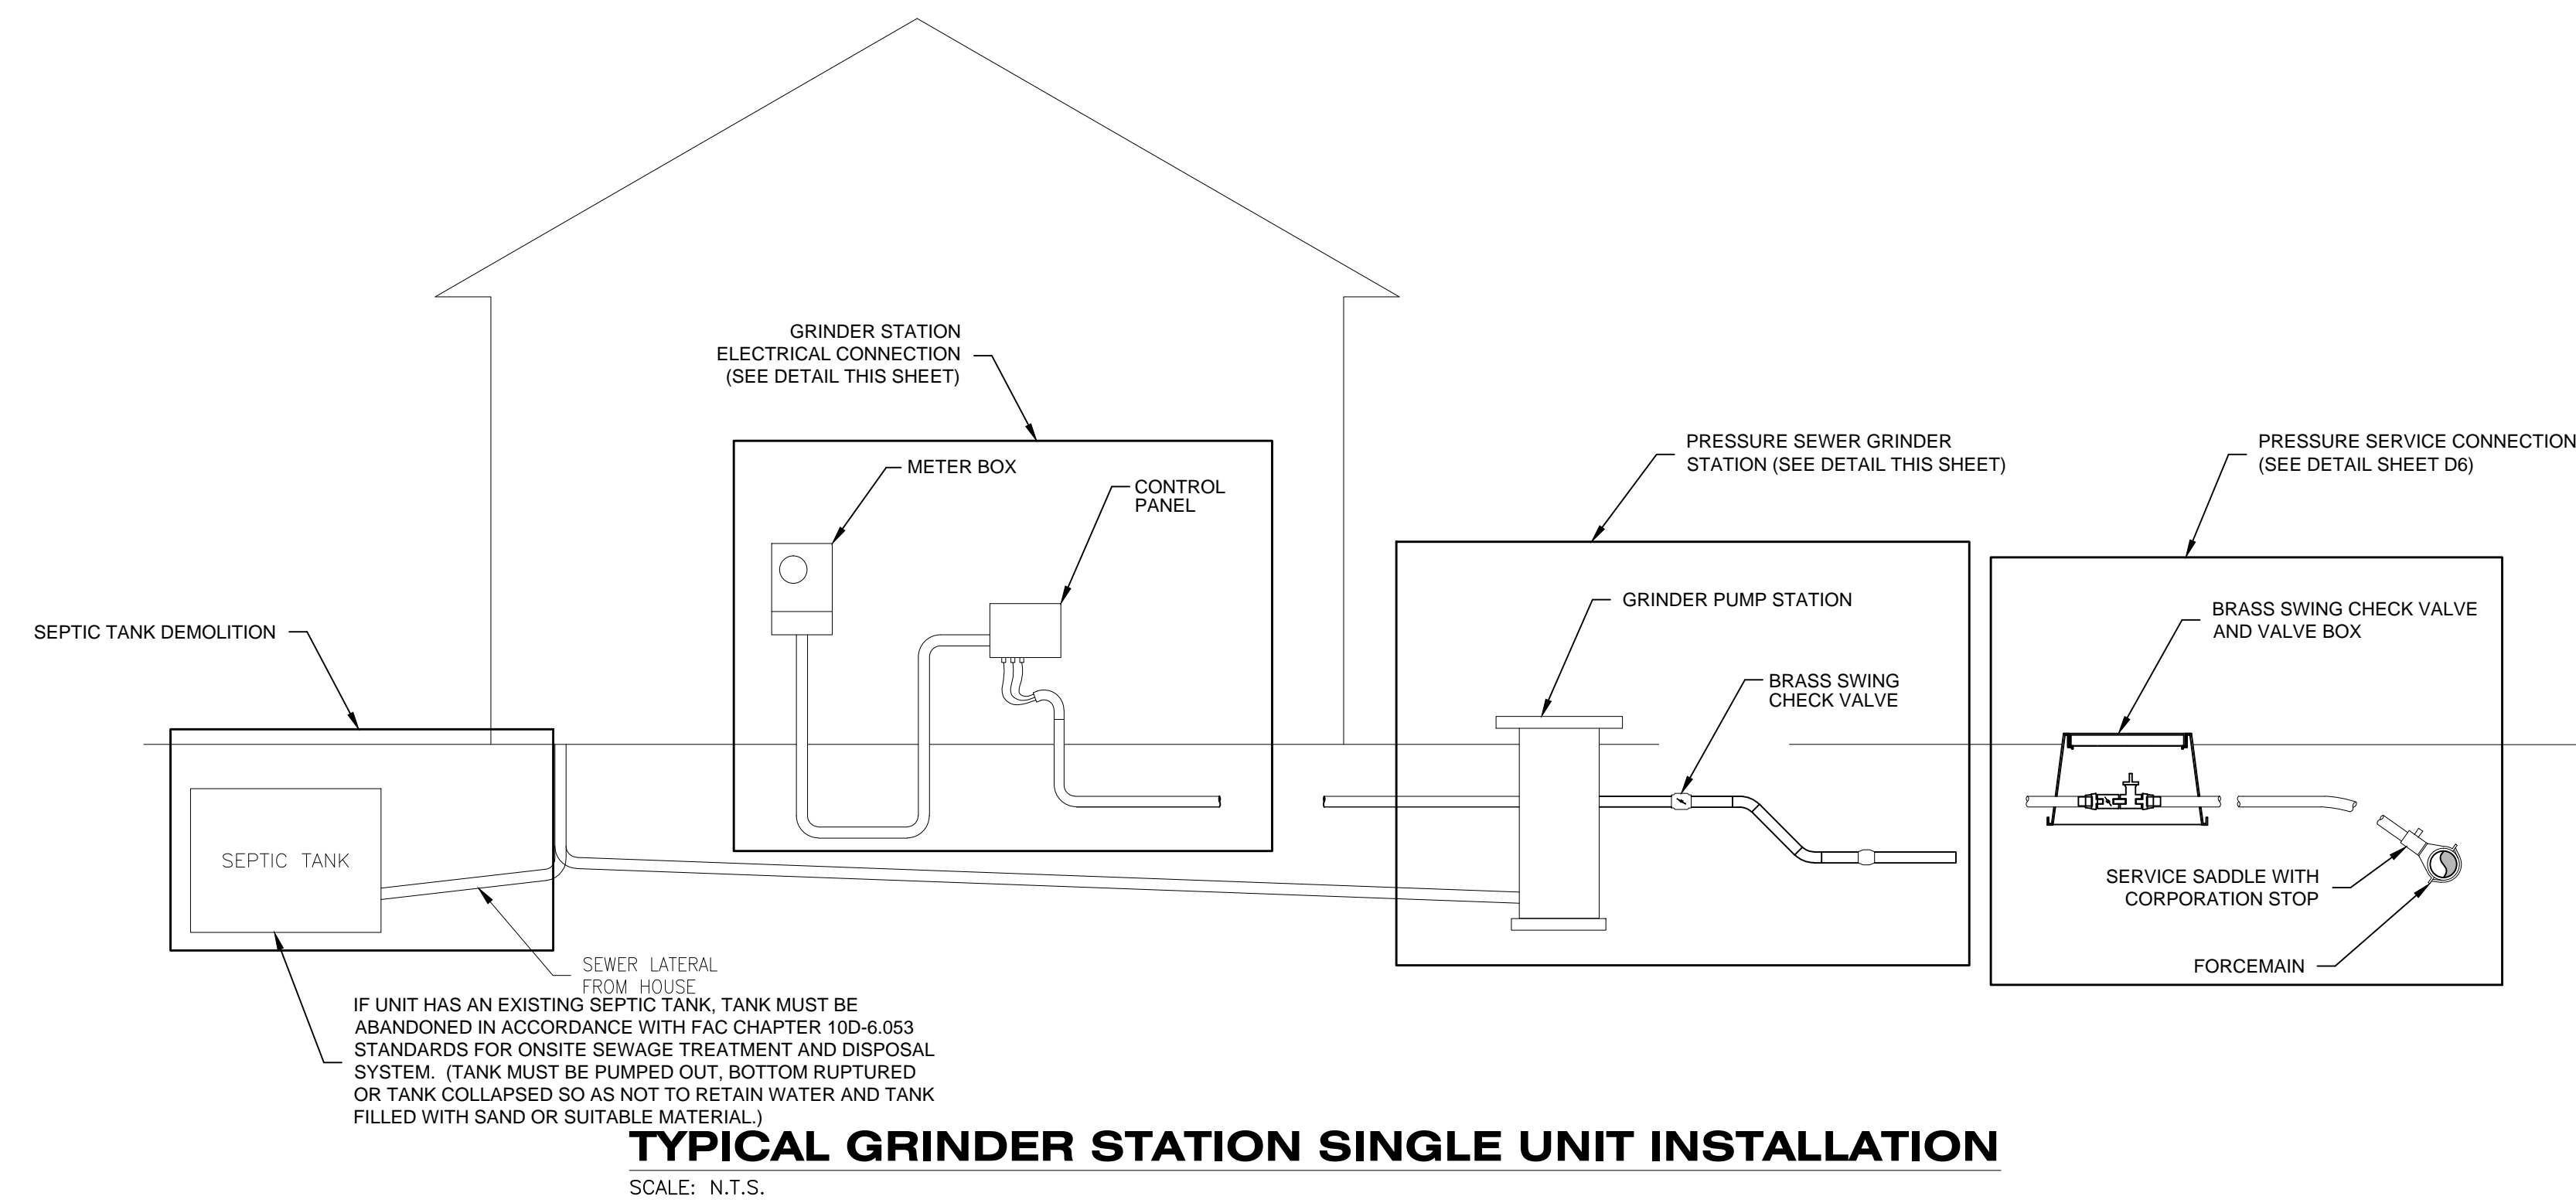 GRINDER STATION
ELECTRICAL CONNECTION
(SEE DETAIL THIS SHEET)
METER BOX
CONTROL
PANEL
PRESSURE SEWER GRINDER
STATION (SEE DETAIL THIS SHEET)
PRESSURE SERVICE CONNECTION
(SEE DETAIL SHEET D6)
GRINDER PUMP STATION
BRASS SWING CHECK VALVE
AND VALVE BOX
SEPTIC TANK DEMOLITION
BRASS SWING
CHECK VALVE
SEPTIC TANK
SERVICE SADDLE WITH
CORPORATION STOP
FORCEMAIN
SEWER LATERAL
FROM HOUSE
IF UNIT HAS AN EXISTING SEPTIC TANK, TANK MUST BE
ABANDONED IN ACCORDANCE WITH FAC CHAPTER 10D-6.053
STANDARDS FOR ONSITE SEWAGE TREATMENT AND DISPOSAL
SYSTEM. (TANK MUST BE PUMPED OUT, BOTTOM RUPTURED
OR TANK COLLAPSED SO AS NOT TO RETAIN WATER AND TANK
FILLED WITH SAND OR SUITABLE MATERIAL.)
TYPICAL GRINDER STATION SINGLE UNIT INSTALLATION
SCALE: N.T.S.